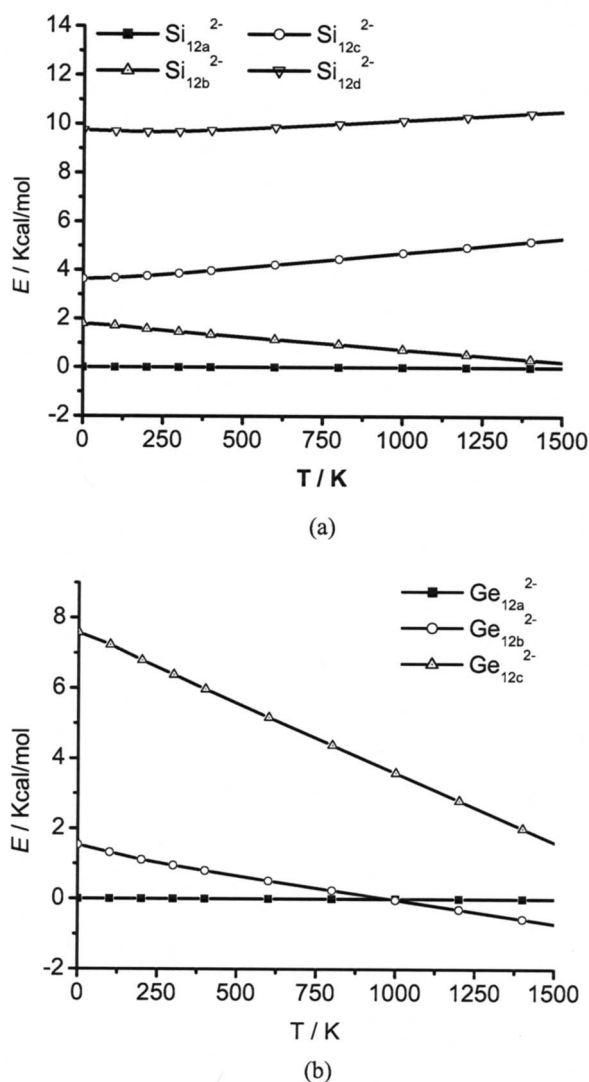 14
12
10
8
6
4
2
0
-2
E / Kcal/mol
Si12a2- Si12c2-
Si12b2- Si12d2-
0 250 500 750 1000 1250 1500
T / K
(a)
8
6
4
2
0
-2
E / Kcal/mol
Ge12a2-
Ge12b2-
Ge12c2-
0 250 500 750 1000 1250 1500
T / K
(b)